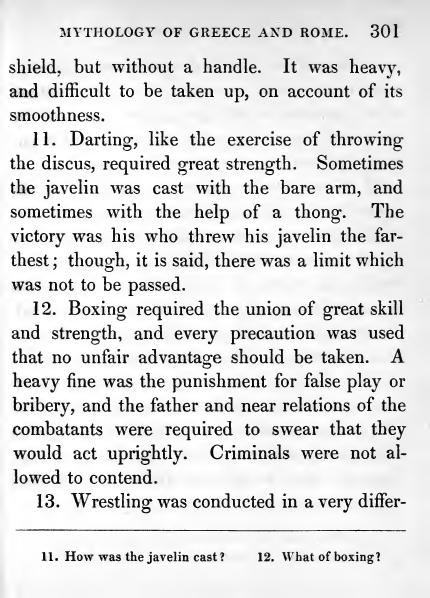 MYTHOLOGY OF GREECE AND ROME. 301
shield, but without a handle. It was heavy,
and difficult to be taken up, on account of its
smoothness.
11. Darting, like the exercise of throwing
the discus, required great strength. Sometimes
the javelin was cast with the bare arm, and
sometimes with the help of a thong. The
victory was his who threw his javelin the far-
thest; though, it is said, there was a limit which
was not to be passed.
12. Boxing required the union of great skill
and strength, and every precaution was used
that no unfair advantage should be taken. A
heavy fine was the punishment for false play or
bribery, and the father and near relations of the
combatants were required to swear that they
would act uprightly. Criminals were not al-
lowed to contend.
13. Wrestling was conducted in a very differ-
11. How was the javelin cast? 12. What of boxing?